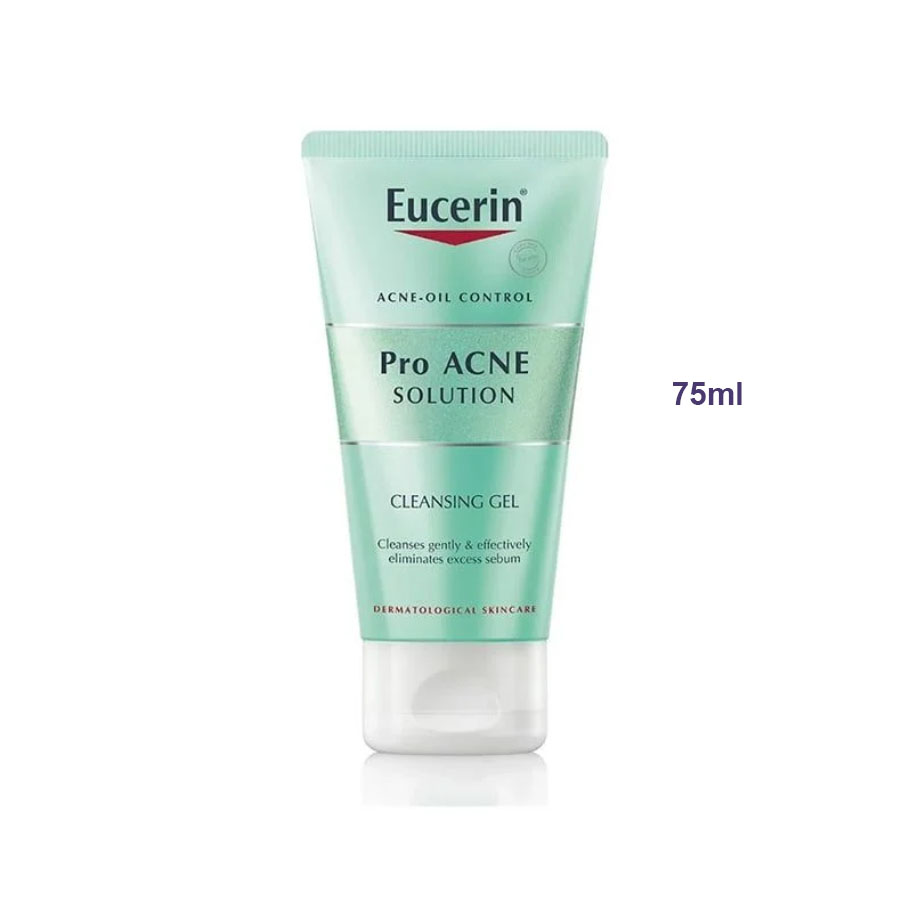 Eucerin®
ACNE-OIL CONTROL
Pro ACNE
SOLUTION
75ml
CLEANSING GEL
Cleanses gently & effectively
eliminates excess sebum
DERMATOLOGICAL SKINCARE